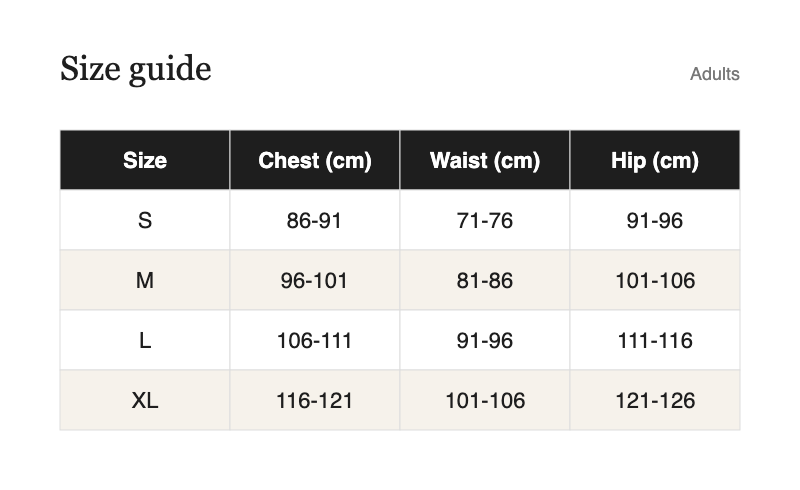 Size guide
Adults
Size Chest (cm) Waist (cm) Hip (cm)
S 86-91 71-76 91-96
M 96-101 81-86 101-106
L 106-111 91-96 111-116
XL 116-121 101-106 121-126